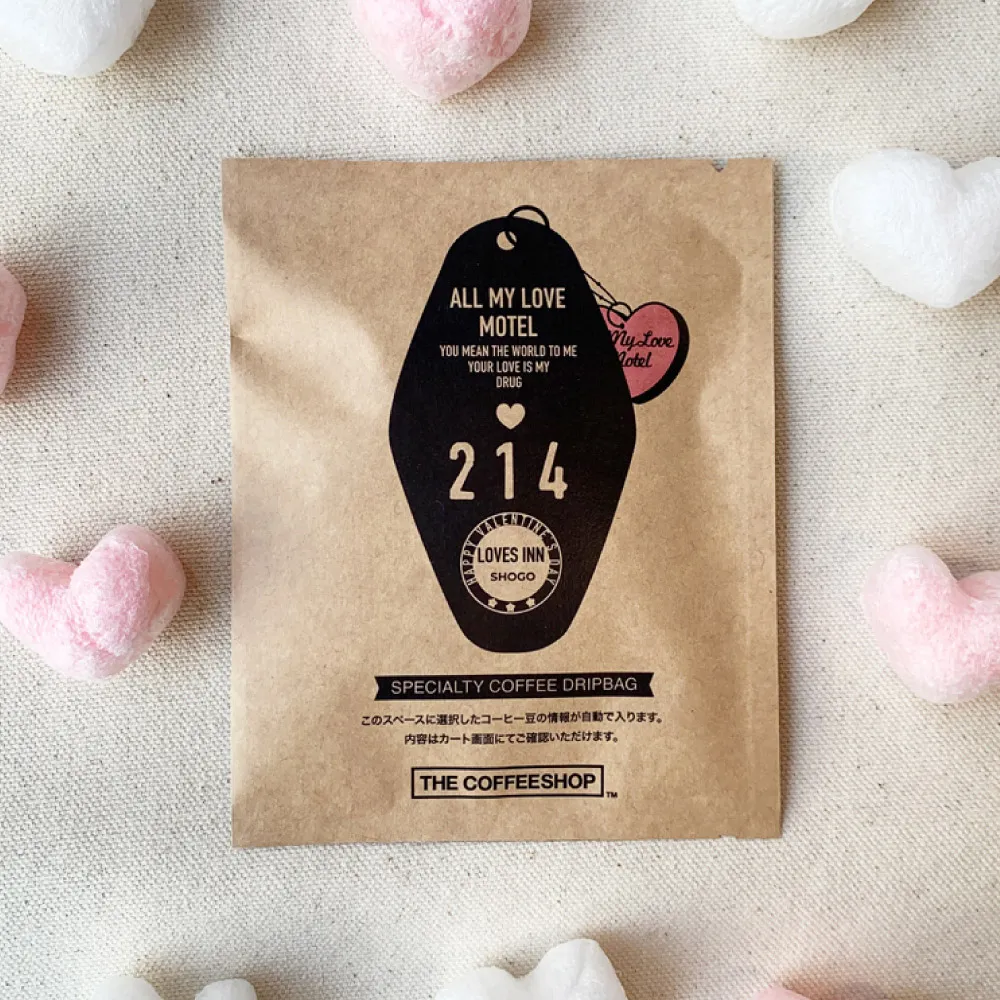 ALL MY LOVE
MOTEL
YOU MEAN THE WORLD TO ME
YOUR LOVE IS MY
DRUG
My Love
Motel
214
HAPPY VALENTINE'S DAY
LOVES INN
SHOGO
SPECIALTY COFFEE DRIPBAG
このスペースに選択したコーヒー豆の情報が自動で入ります。
内容はカート画面にてご確認いただけます。
THE COFFEESHOP™